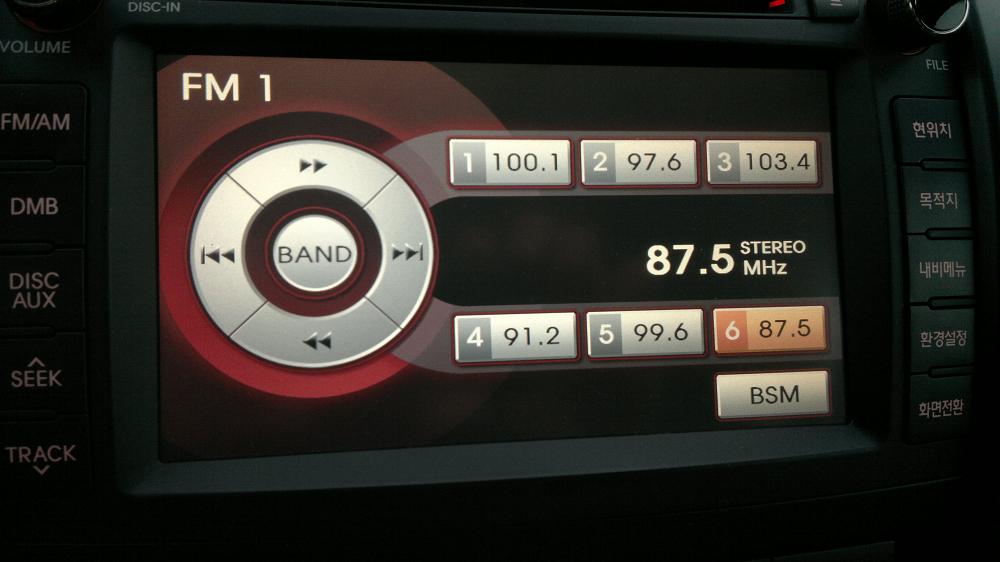 DISC-IN
VOLUME
FM/AM
DMB
DISC
AUX
SEEK
TRACK
FM 1
BAND
1 100.1
2 97.6
3 103.4
87.5 STEREO
MHz
4 91.2
5 99.6
6 87.5
BSM
FILE
현위치
목적지
내비메뉴
환경설정
화면전환